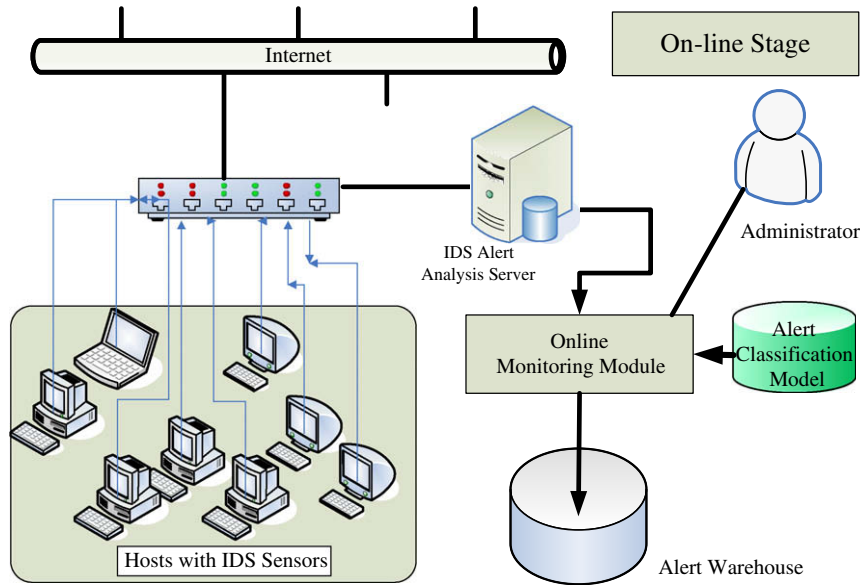 Internet
On-line Stage
IDS Alert
Analysis Server
Administrator
Online
Monitoring Module
Alert
Classification
Model
Hosts with IDS Sensors
Alert Warehouse